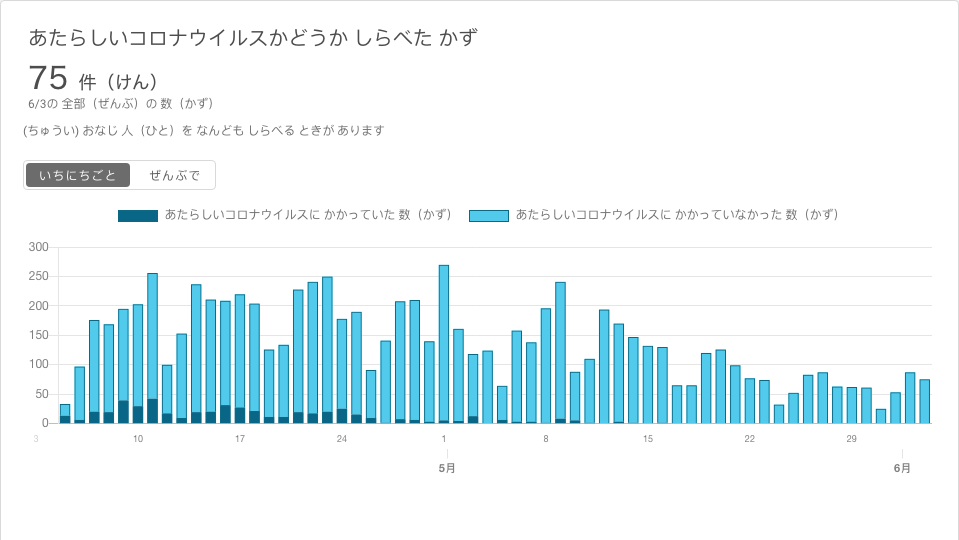 あたらしいコロナウイルスかどうか しらべた かず
75 件（けん）
6/3の 全部（ぜんぶ）の 数（かず）
(ちゅうい) おなじ 人（ひと）を なんども しらべる ときが あります
いちにちごと ぜんぶで
あたらしいコロナウイルスに かかっていた 数（かず） あたらしいコロナウイルスに かかっていなかった 数（かず）
300
250
200
150
100
50
0
3 10 17 24 1 8 15 22 29
5月 6月